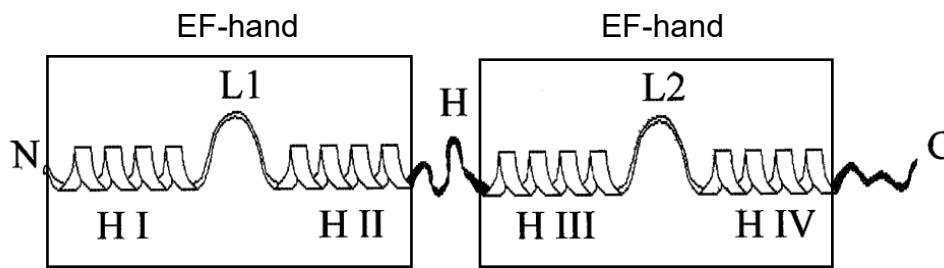 EF-hand EF-hand
L1 H L2
N C
H I H II H III H IV